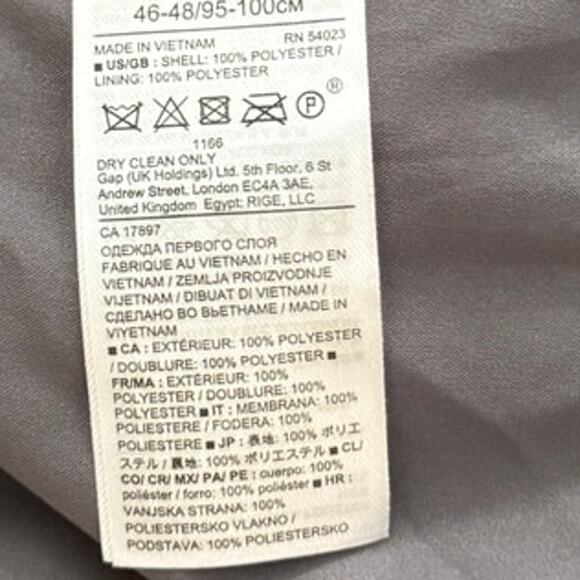 46-48/95-100CM
MADE IN VIETNAM RN 54023
■ US/GB : SHELL: 100% POLYESTER /
LINING: 100% POLYESTER
P ®
1166
DRY CLEAN ONLY
Gap (UK Holdings) Ltd. 5th Floor, 6 St
Andrew Street, London EC4A 3AE,
United Kingdom Egypt: RIGE, LLC
CA 17897
ОДЕЖДА ПЕРВОГО СЛОЯ
FABRIQUE AU VIETNAM / HECHO EN
VIETNAM / ZEMLJA PROIZVODNJE
VIJETNAM / DIBUAT DI VIETNAM /
СДЕЛАНО ВО ВЬЕТНАМЕ / MADE IN
VIYETNAM
■ CA : EXTÉRIEUR: 100% POLYESTER
/ DOUBLURE: 100% POLYESTER ■
FR/MA : EXTÉRIEUR: 100%
POLYESTER / DOUBLURE: 100%
POLYESTER ■ IT : MEMBRANA: 100%
POLIESTERE / FODERA: 100%
POLIESTERE ■ JP : 表地: 100% ポリエ
ステル / 裏地: 100% ポリエステル ■ CL/
CO/ CR/ MX/ PA/ PE : cuerpo: 100%
poliéster / forro: 100% poliéster ■ HR :
VANJSKA STRANA: 100%
POLIESTERSKO VLAKNO /
PODSTAVA: 100% POLIESTERSKO